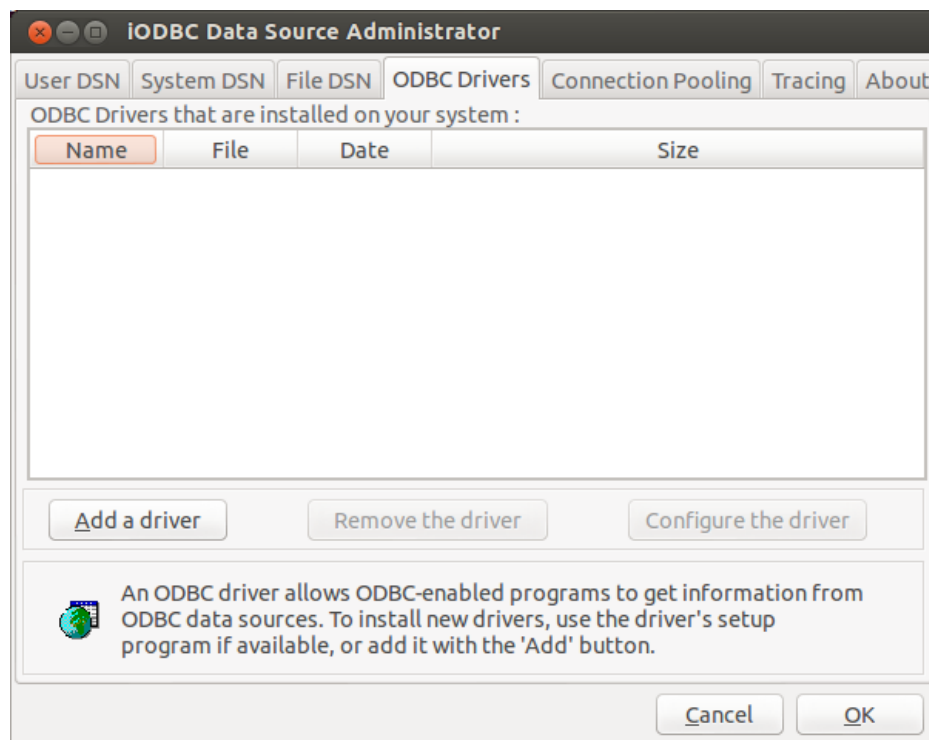 iODBC Data Source Administrator
User DSN System DSN File DSN ODBC Drivers Connection Pooling Tracing About
ODBC Drivers that are installed on your system :
Name File Date Size
Add a driver Remove the driver Configure the driver
An ODBC driver allows ODBC-enabled programs to get information from
ODBC data sources. To install new drivers, use the driver's setup
program if available, or add it with the 'Add' button.
Cancel OK